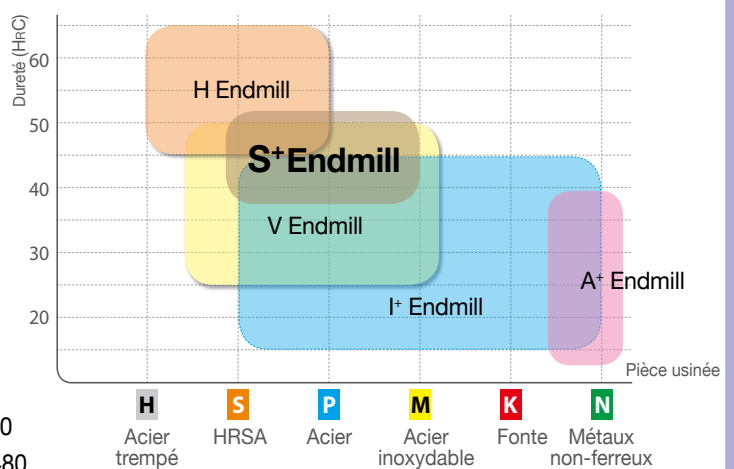 Dureté (HRC)
60
50
40
30
20
H Endmill
S+ Endmill
V Endmill
I+ Endmill
A+ Endmill
Pièce usinée
H S P M K N
Acier trempé
HRSA
Acier
Acier inoxydable
Fonte
Métaux non-ferreux
0
80